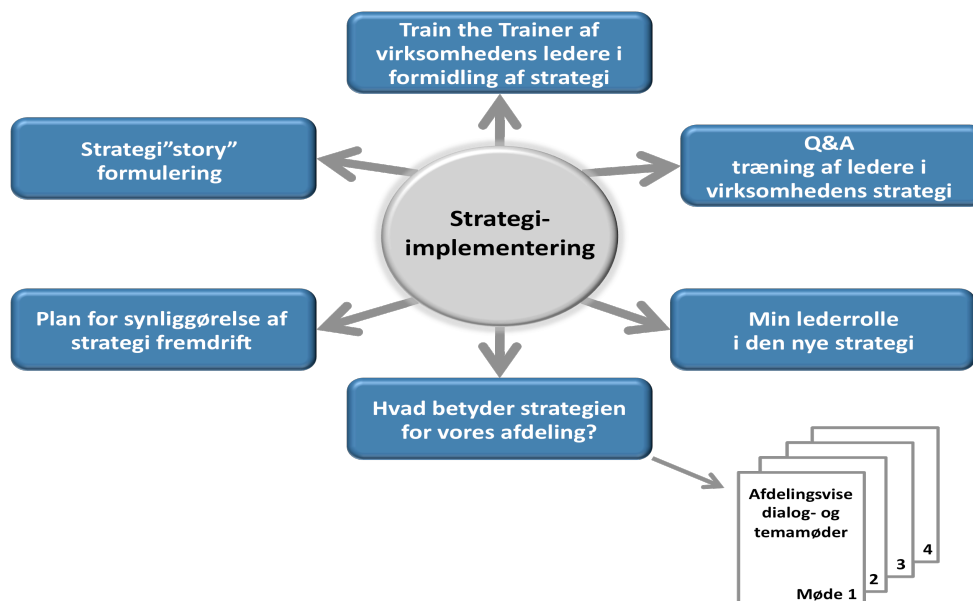 Train the Trainer af
virksomhedens ledere i
formidling af strategi
Strategi”story”
formulering
Q&A
træning af ledere i
virksomhedens strategi
Strategi-
implementering
Plan for synliggørelse af
strategi fremdrift
Min lederrolle
i den nye strategi
Hvad betyder strategien
for vores afdeling?
Afdelingsvise
dialog- og
temamøder
Møde 1
2
3
4